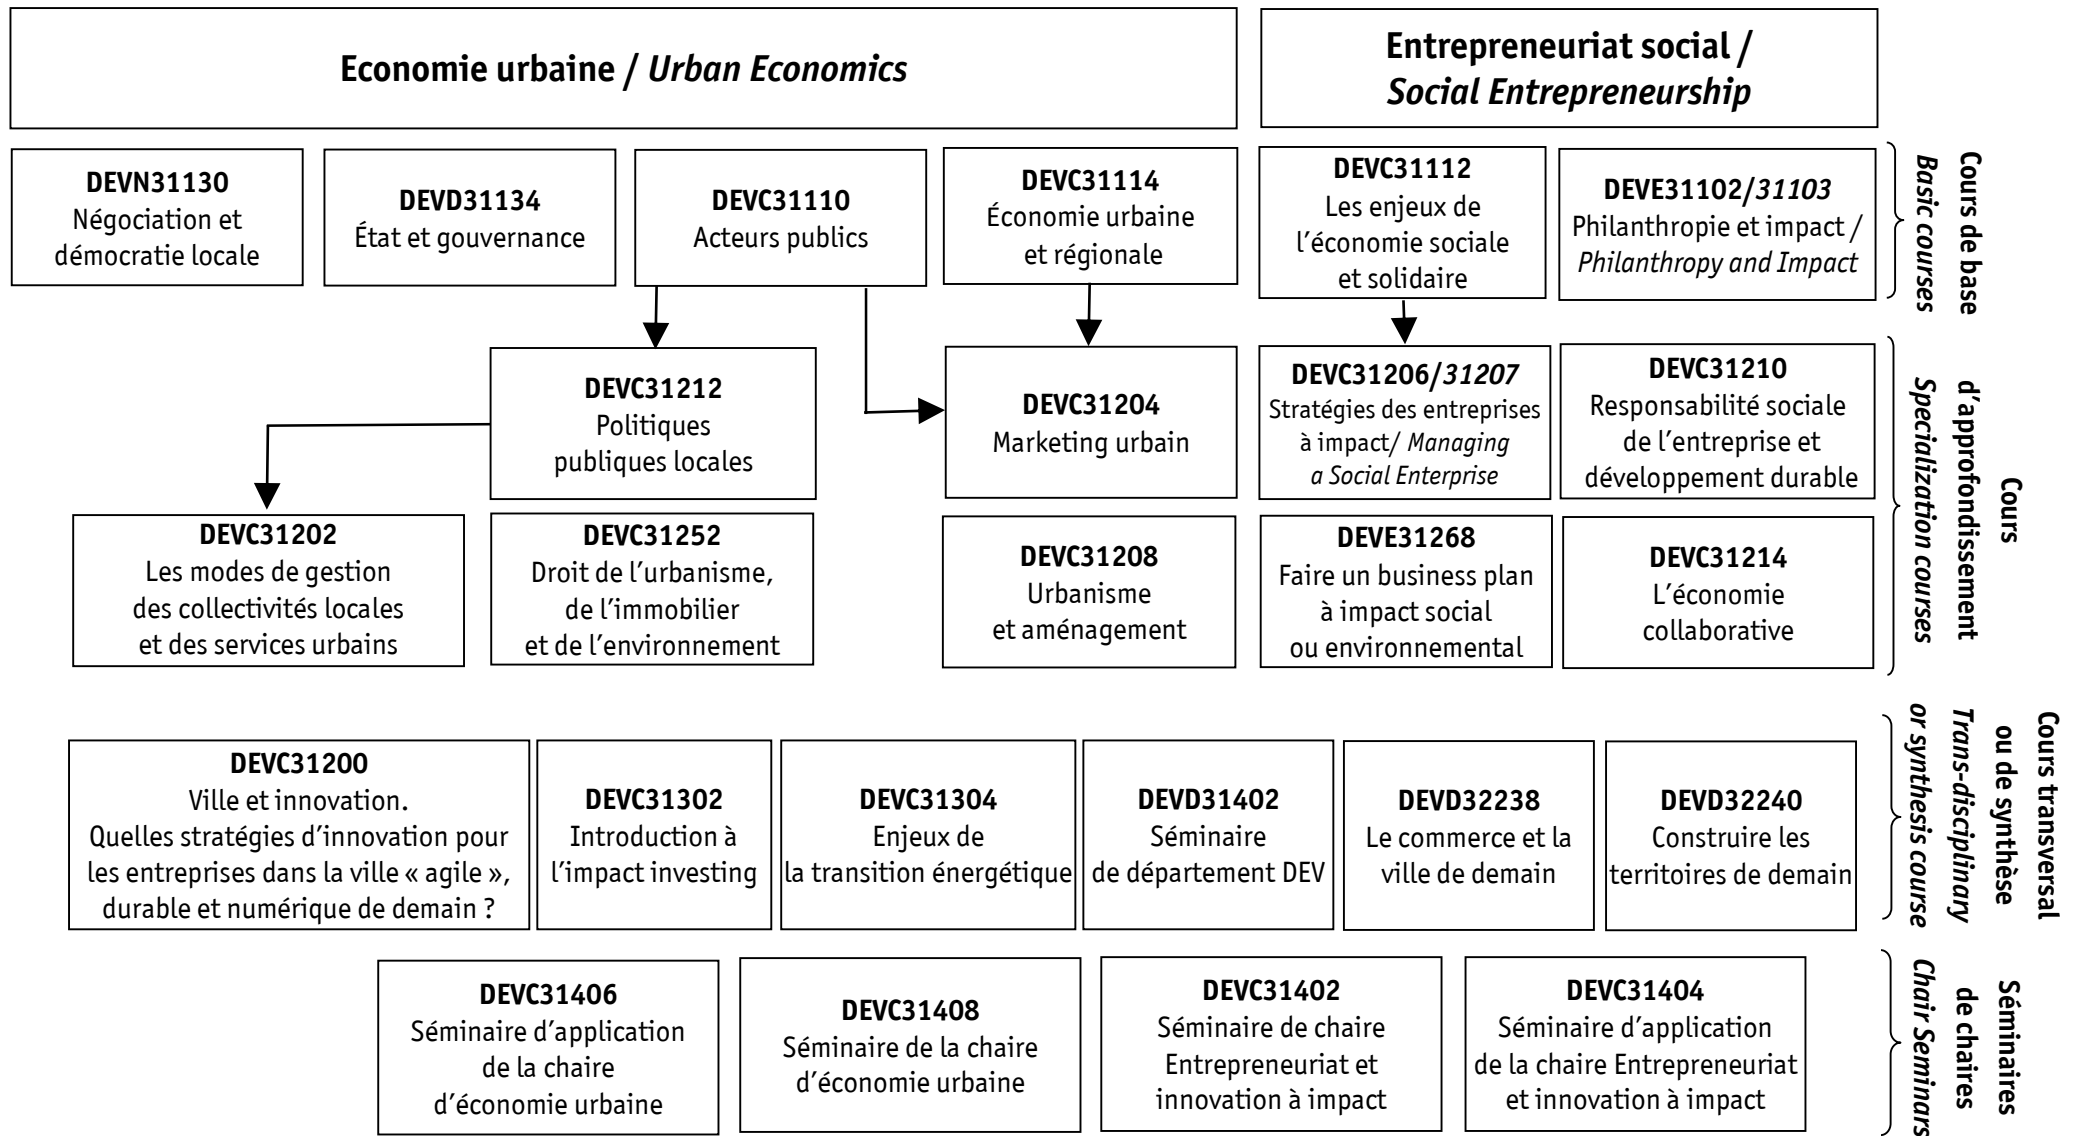 Economie urbaine / Urban Economics
Entrepreneuriat social /
Social Entrepreneurship
DEVN31130
Négociation et
démocratie locale
DEVD31134
État et gouvernance
DEVC31110
Acteurs publics
DEVC31114
Économie urbaine
et régionale
DEVC31112
Les enjeux de
l’économie sociale
et solidaire
DEVE31102/31103
Philanthropie et impact /
Philanthropy and Impact
Cours de base
Basic courses
DEVC31212
Politiques
publiques locales
DEVC31204
Marketing urbain
DEVC31206/31207
Stratégies des entreprises
à impact/ Managing
a Social Enterprise
DEVC31210
Responsabilité sociale
de l’entreprise et
développement durable
DEVC31202
Les modes de gestion
des collectivités locales
et des services urbains
DEVC31252
Droit de l’urbanisme,
de l’immobilier
et de l’environnement
DEVC31208
Urbanisme
et aménagement
DEVE31268
Faire un business plan
à impact social
ou environnemental
DEVC31214
L’économie
collaborative
Cours
d’approfondissement
Specialization courses
DEVC31200
Ville et innovation.
Quelles stratégies d’innovation pour
les entreprises dans la ville « agile »,
durable et numérique de demain ?
DEVC31302
Introduction à
l’impact investing
DEVC31304
Enjeux de
la transition énergétique
DEVD31402
Séminaire
de département DEV
DEVD32238
Le commerce et la
ville de demain
DEVD32240
Construire les
territoires de demain
Cours transversal
ou de synthèse
Trans-disciplinary
or synthesis course
DEVC31406
Séminaire d’application
de la chaire
d’économie urbaine
DEVC31408
Séminaire de la chaire
d’économie urbaine
DEVC31402
Séminaire de chaire
Entrepreneuriat et
innovation à impact
DEVC31404
Séminaire d’application
de la chaire Entrepreneuriat
et innovation à impact
Séminaires
de chaires
Chair Seminars